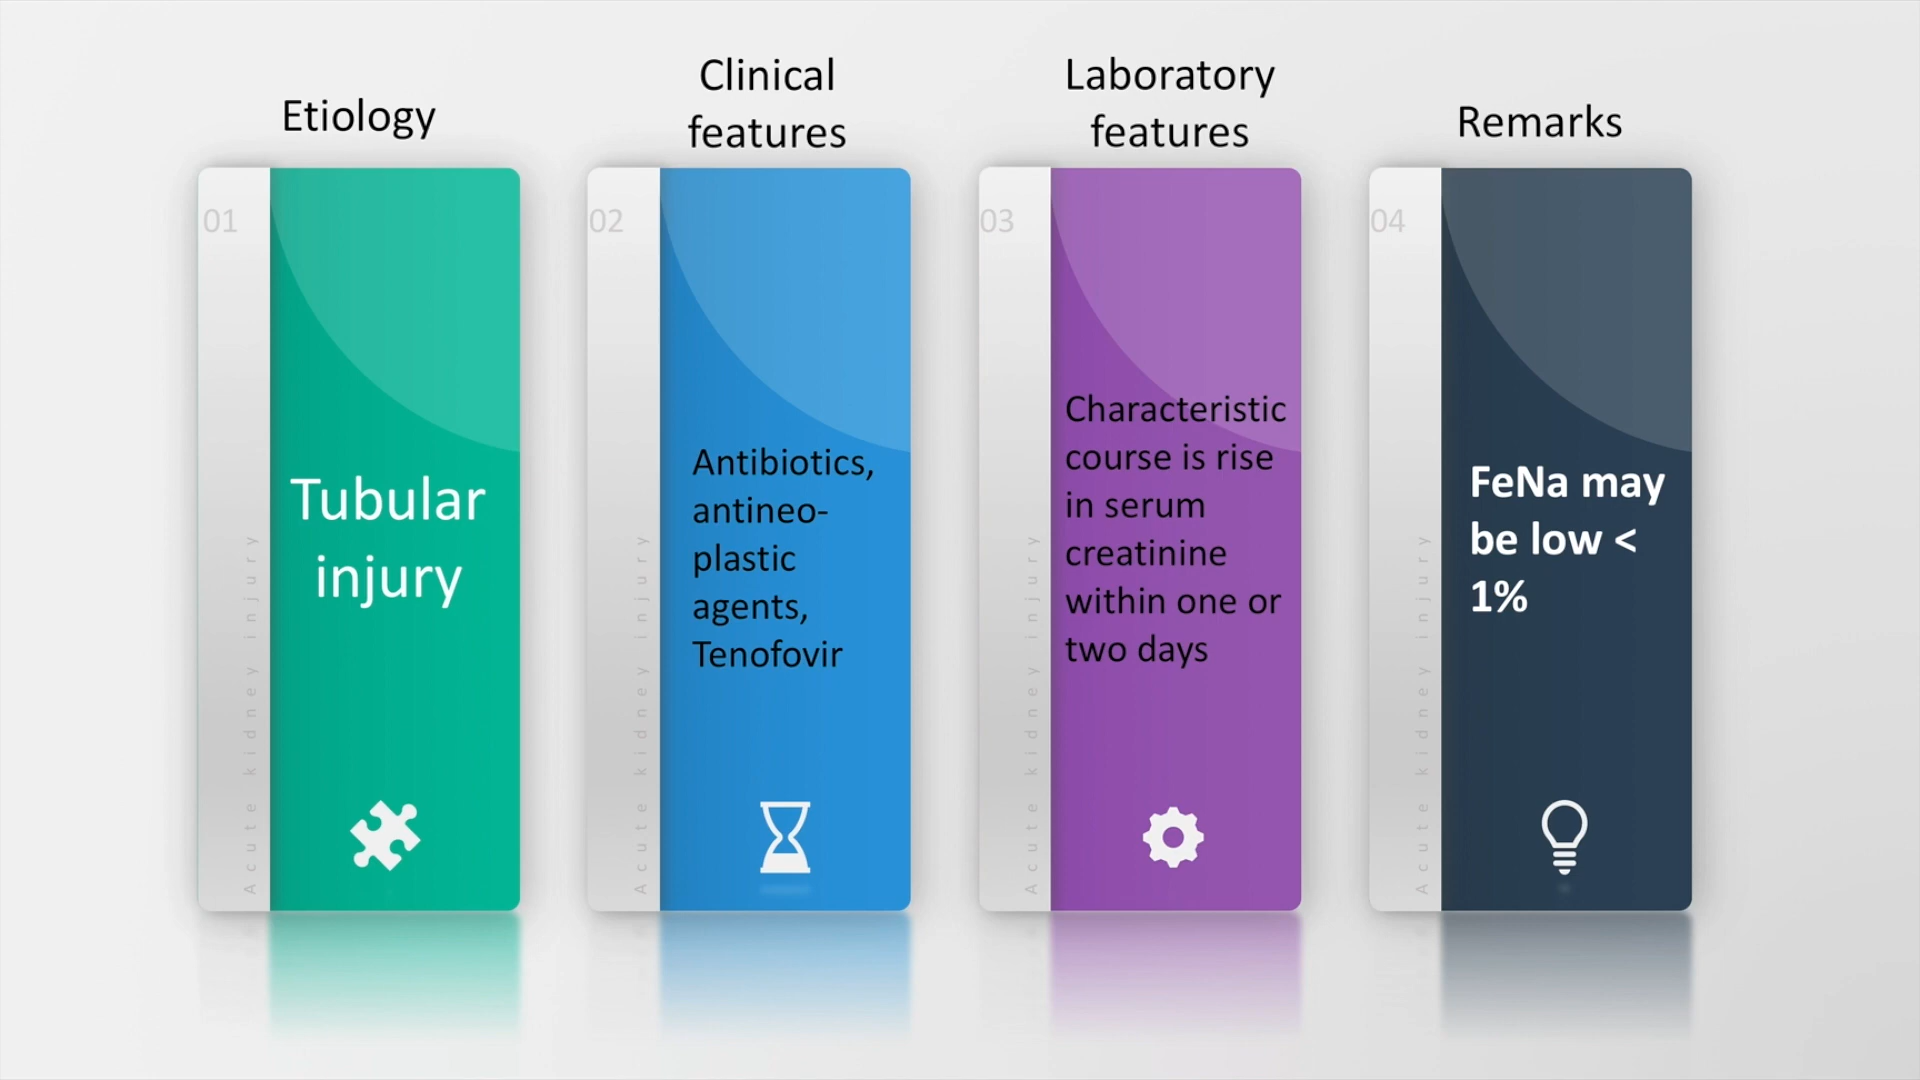 Etiology
01
Tubular
injury
Acute kidney injury
Clinical
features
02
Antibiotics,
antineo-
plastic
agents,
Tenofovir
Acute kidney injury
Laboratory
features
03
Characteristic
course is rise
in serum
creatinine
within one or
two days
Acute kidney injury
Remarks
04
FeNa may
be low <
1%
Acute kidney injury